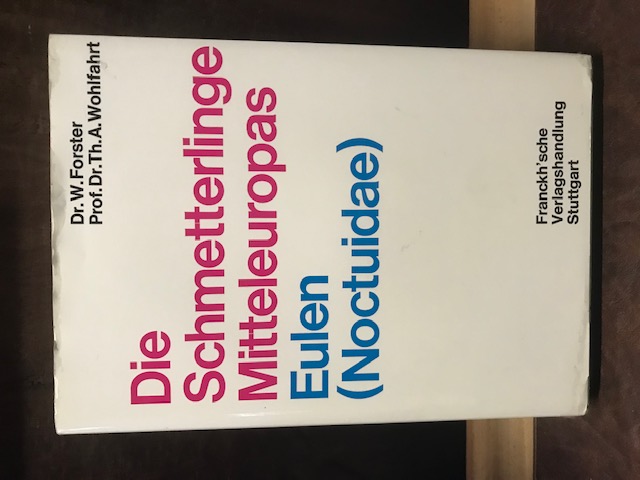 Dr. W. Forster
Prof. Dr. Th. A. Wohlfahrt
Die
Schmetterlinge
Mitteleuropas
Eulen
(Noctuidae)
Franckh'sche
Verlagshandlung
Stuttgart